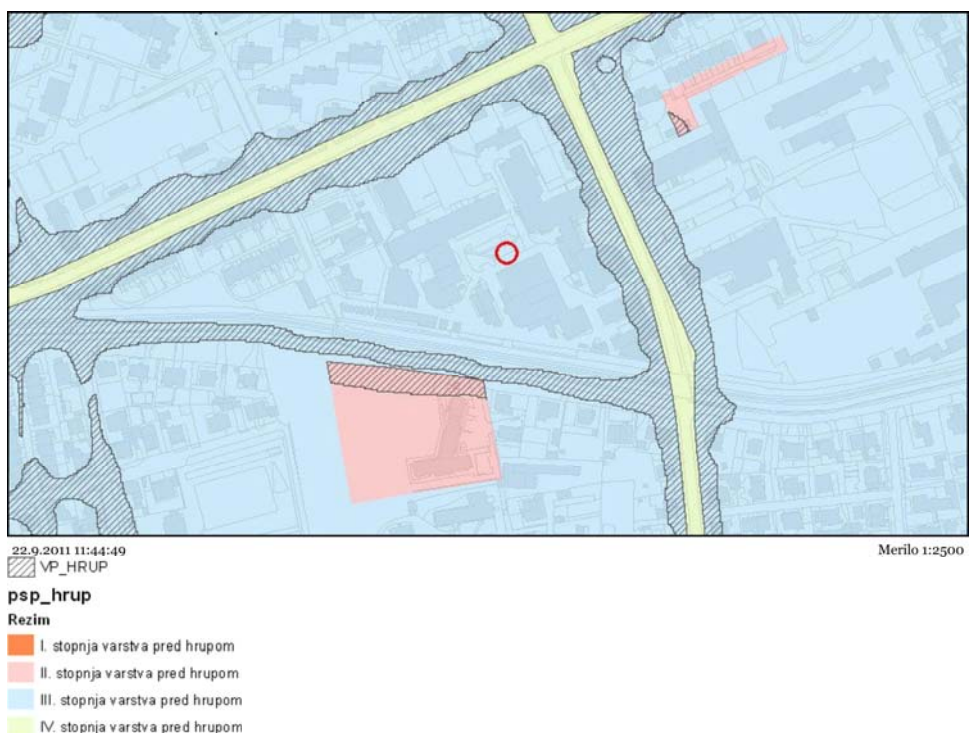 22.9.2011 11:44:49 Merilo 1:2500
VP_HRUP
psp_hrup
Rezim
I. stopnja varstva pred hrupom
II. stopnja varstva pred hrupom
III. stopnja varstva pred hrupom
IV. stopnja varstva pred hrupom